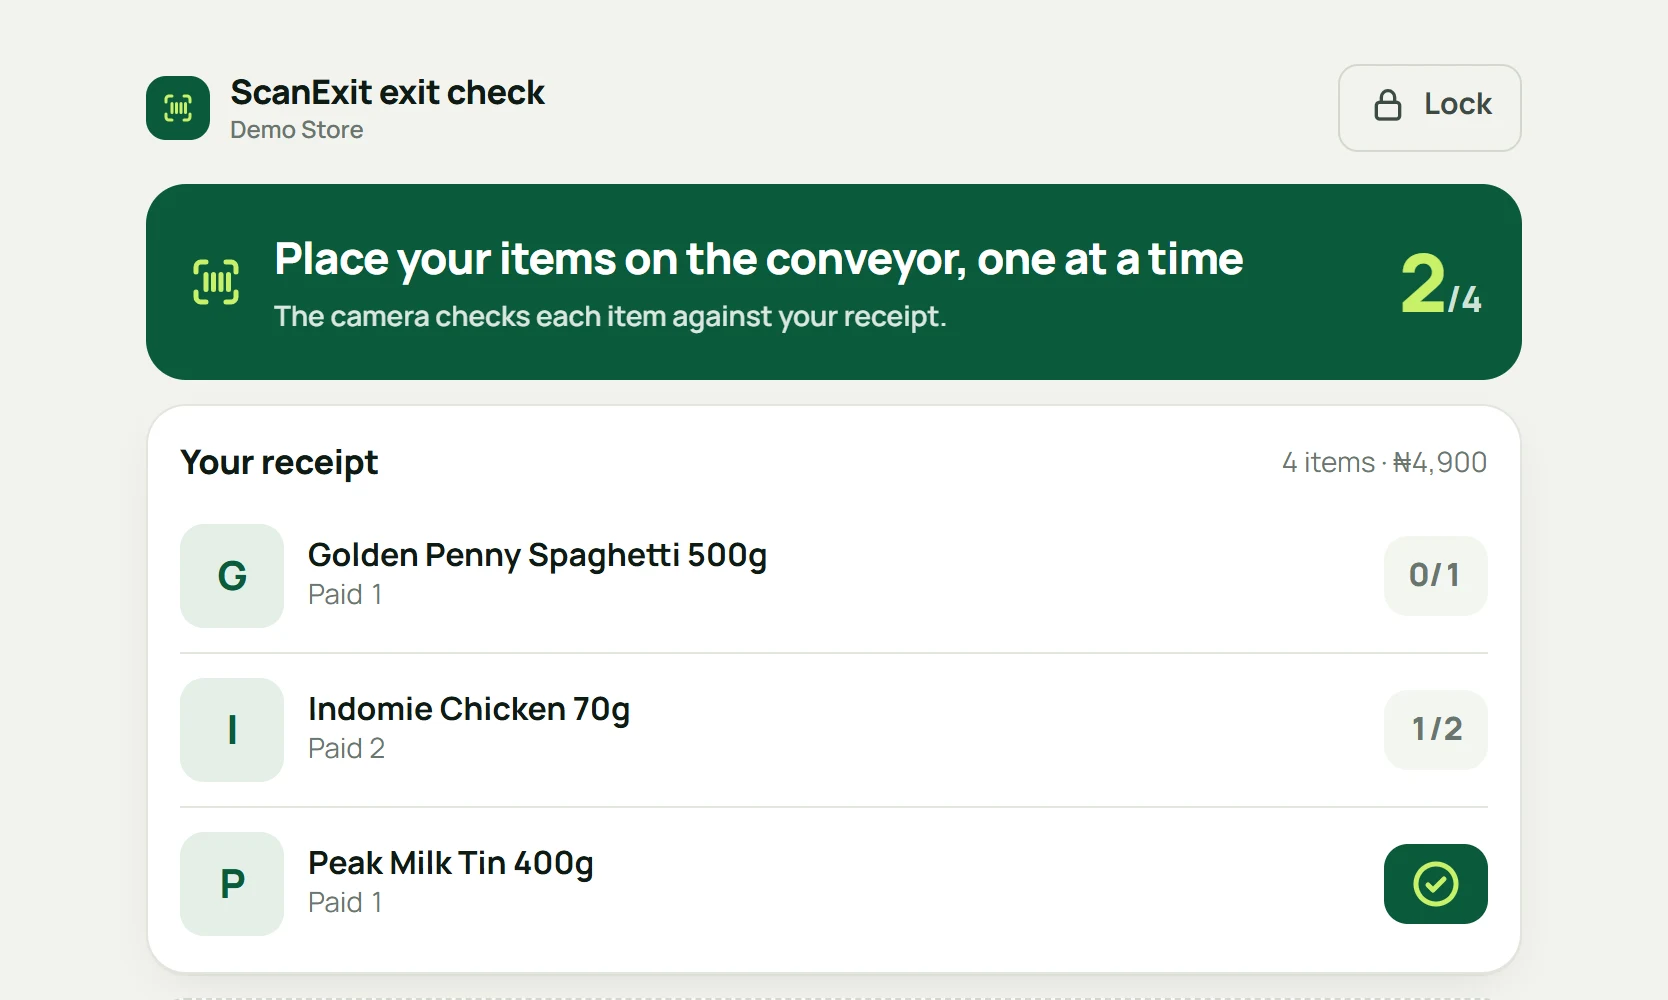 ScanExit exit check
Demo Store
Lock
Place your items on the conveyor, one at a time
The camera checks each item against your receipt.
2/4
Your receipt
4 items · ₦4,900
G
Golden Penny Spaghetti 500g
Paid 1
0/1
I
Indomie Chicken 70g
Paid 2
1/2
P
Peak Milk Tin 400g
Paid 1